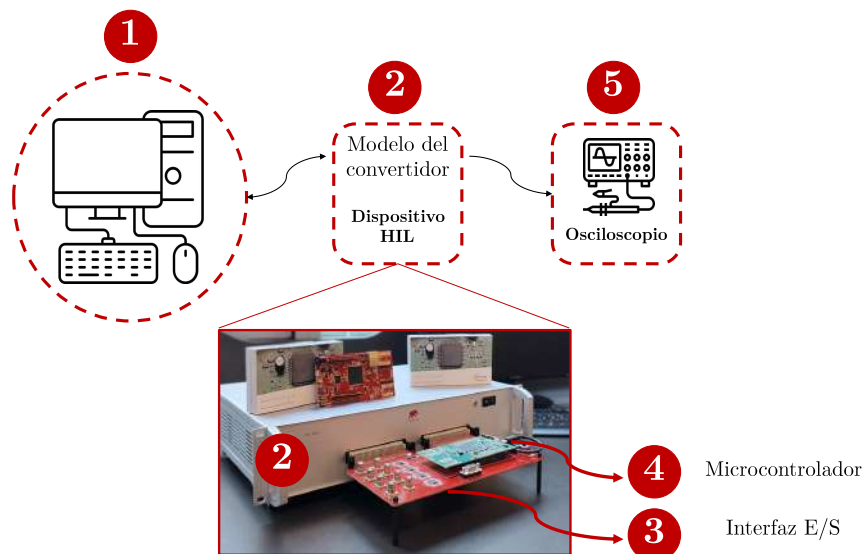 1
2
5
Modelo del
convertidor
Dispositivo
HIL
Osciloscopio
2
4
Microcontrolador
3
Interfaz E/S